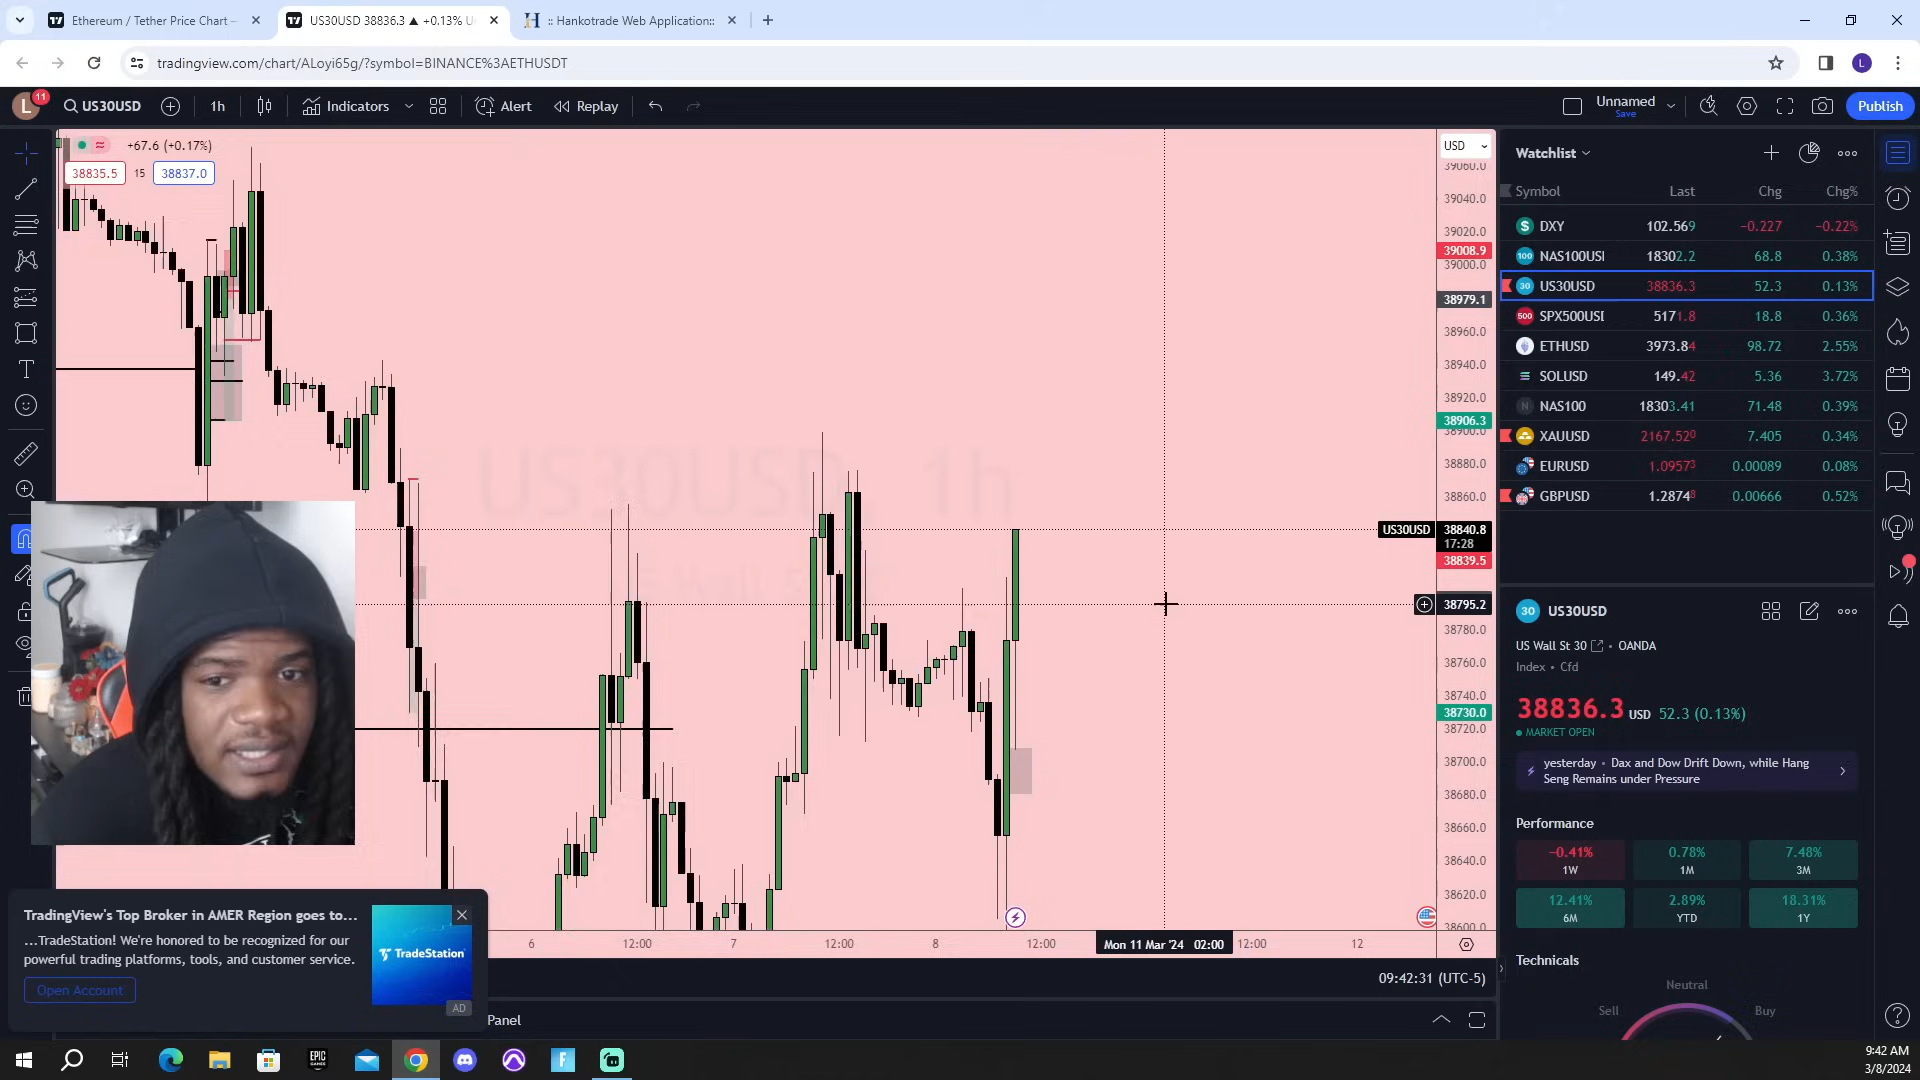 Ethereum / Tether Price Chart —
US30USD 38836.3 ▲ +0.13% U
:: Hankotrade Web Application::
tradingview.com/chart/ALoyi65g/?symbol=BINANCE%3AETHUSDT
L
L
11
US30USD
1h
Indicators
Alert
Replay
Unnamed
Save
Publish
+67.6 (+0.17%)
38835.5
15
38837.0
US30USD, 1h
USD
39060.0
39040.0
39020.0
39008.9
39000.0
38979.1
38960.0
38940.0
38920.0
38906.3
38900.0
38880.0
38860.0
US30USD
38840.8
17:28
38839.5
38795.2
38780.0
38760.0
38740.0
38730.0
38720.0
38700.0
38680.0
38660.0
38640.0
38620.0
38600.0
6
12:00
7
12:00
8
12:00
Mon 11 Mar '24 02:00
12:00
12
09:42:31 (UTC-5)
Panel
Watchlist
Symbol Last Chg Chg%
DXY 102.569 −0.227 −0.22%
100 NAS100USD 18302.2 68.8 0.38%
30 US30USD 38836.3 52.3 0.13%
500 SPX500USD 5171.8 18.8 0.36%
ETHUSD 3973.84 98.72 2.55%
SOLUSD 149.42 5.36 3.72%
N NAS100 18303.41 71.48 0.39%
XAUUSD 2167.520 7.405 0.34%
EURUSD 1.09573 0.00089 0.08%
GBPUSD 1.28748 0.00666 0.52%
30 US30USD
US Wall St 30 • OANDA
Index • Cfd
38836.3 USD 52.3 (0.13%)
MARKET OPEN
yesterday • Dax and Dow Drift Down, while Hang
Seng Remains under Pressure
Performance
−0.41%
1W
0.78%
1M
7.48%
3M
12.41%
6M
2.89%
YTD
18.31%
1Y
Technicals
Neutral
Sell
Buy
TradingView's Top Broker in AMER Region goes to...
...TradeStation! We're honored to be recognized for our
powerful trading platforms, tools, and customer service.
Open Account
TradeStation
AD
EPIC
GAMES
9:42 AM
3/8/2024